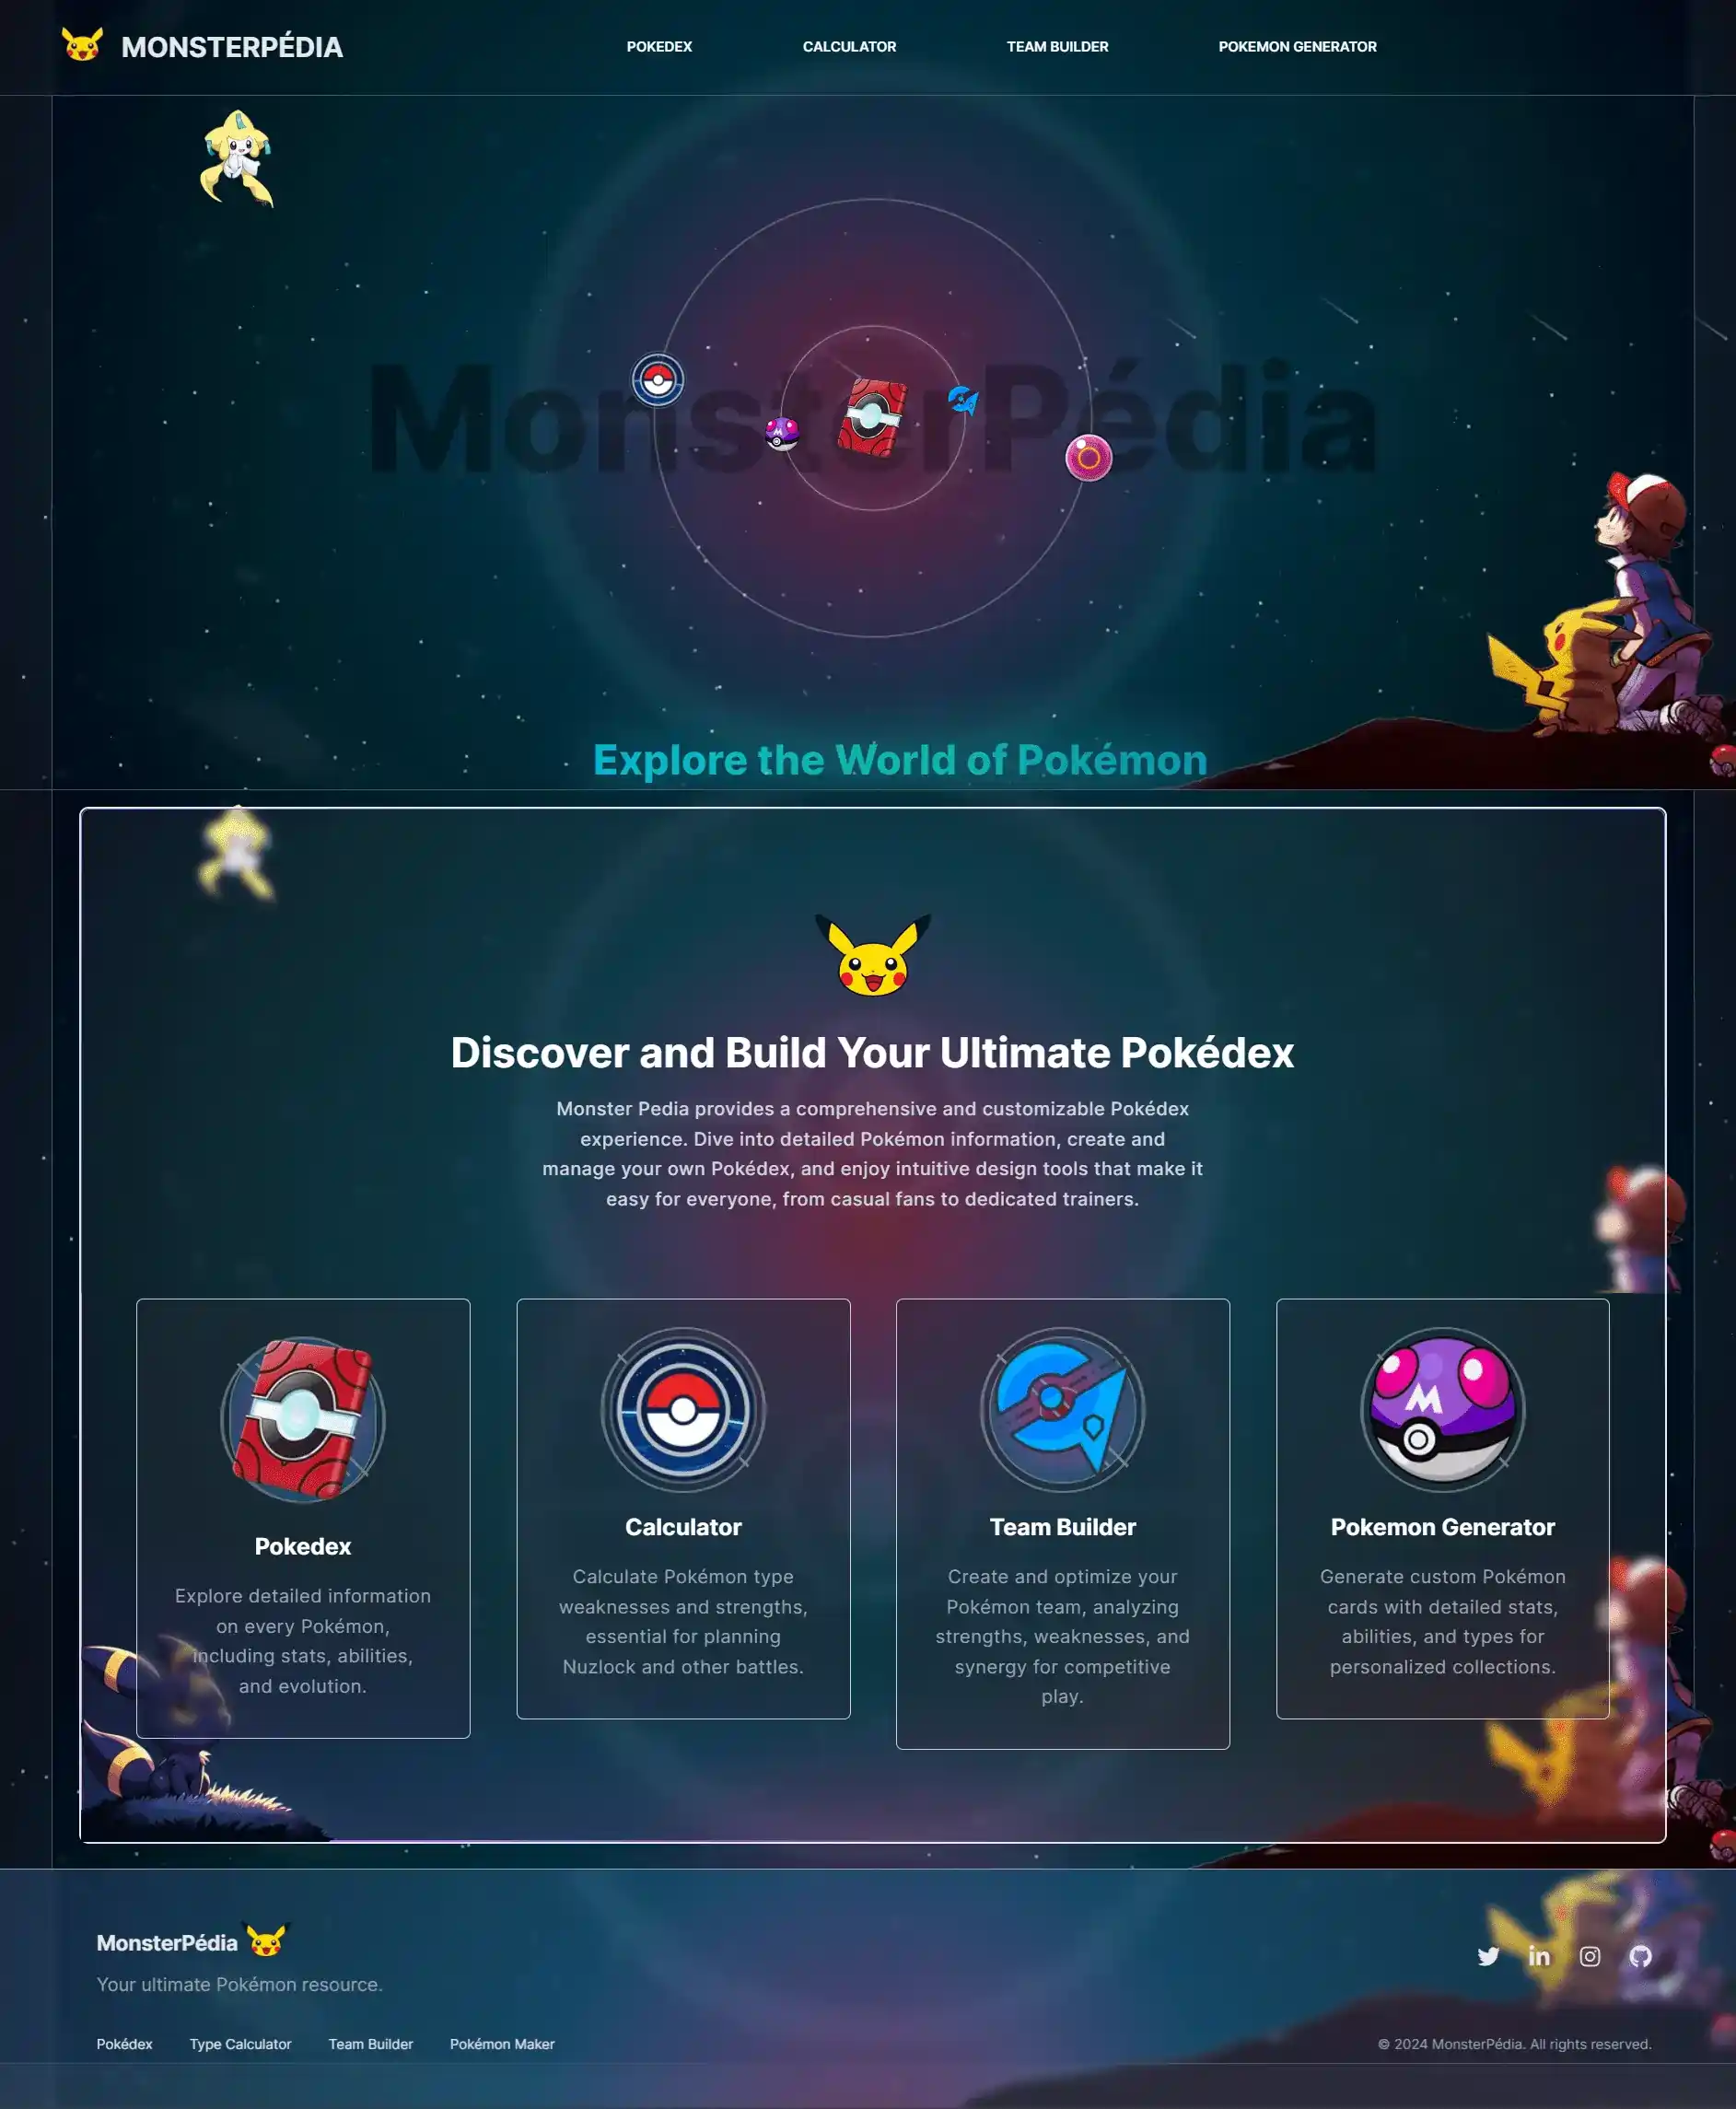 MONSTERPÉDIA
POKEDEX
CALCULATOR
TEAM BUILDER
POKEMON GENERATOR
MonsterPédia
Explore the World of Pokémon
Discover and Build Your Ultimate Pokédex
Monster Pedia provides a comprehensive and customizable Pokédex
experience. Dive into detailed Pokémon information, create and
manage your own Pokédex, and enjoy intuitive design tools that make it
easy for everyone, from casual fans to dedicated trainers.
Pokedex
Explore detailed information
on every Pokémon,
including stats, abilities,
and evolution.
Calculator
Calculate Pokémon type
weaknesses and strengths,
essential for planning
Nuzlock and other battles.
Team Builder
Create and optimize your
Pokémon team, analyzing
strengths, weaknesses, and
synergy for competitive
play.
M
Pokemon Generator
Generate custom Pokémon
cards with detailed stats,
abilities, and types for
personalized collections.
MonsterPédia
Your ultimate Pokémon resource.
Pokédex
Type Calculator
Team Builder
Pokémon Maker
© 2024 MonsterPédia. All rights reserved.